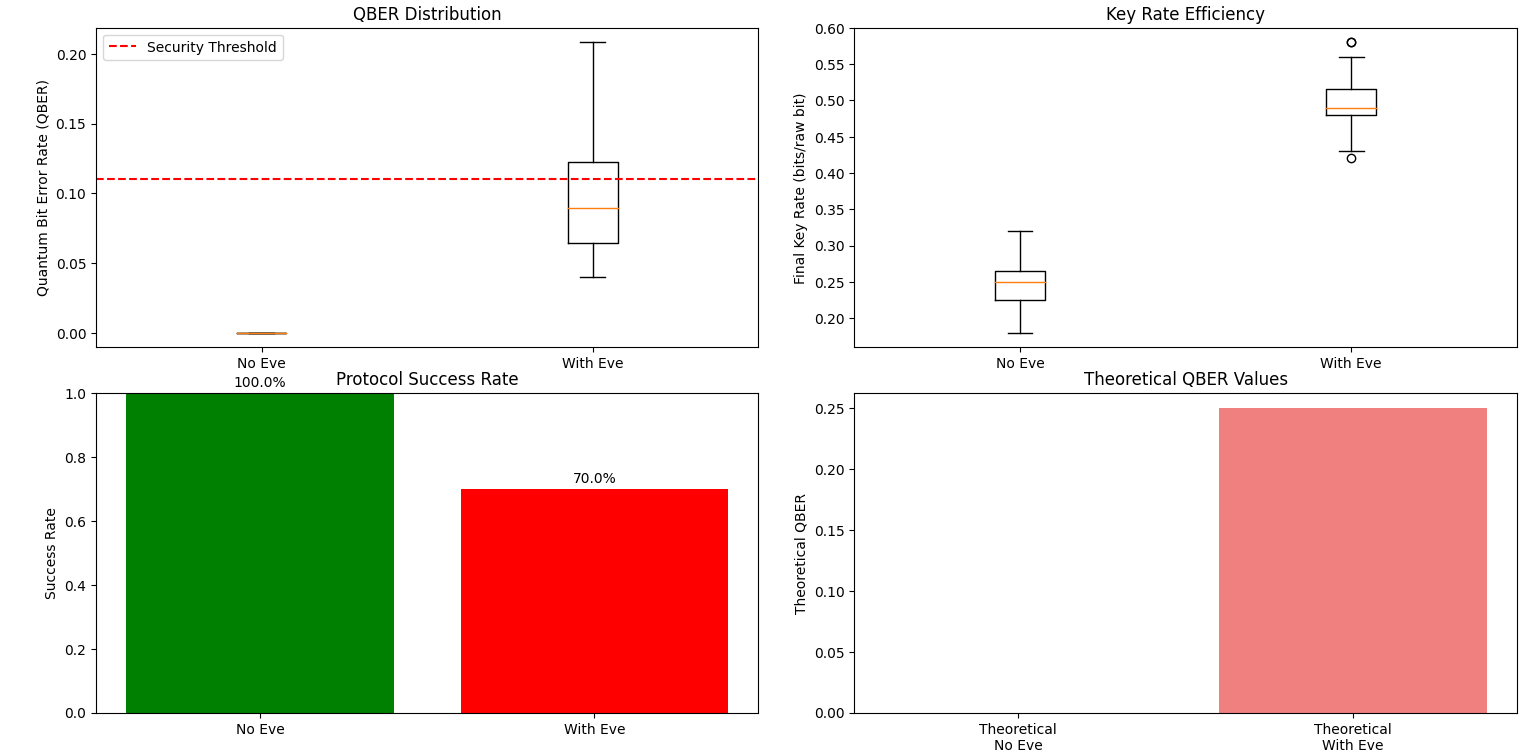 QBER Distribution
Quantum Bit Error Rate (QBER)
0.20
0.15
0.10
0.05
0.00
Security Threshold
No Eve
With Eve
Key Rate Efficiency
Final Key Rate (bits/raw bit)
0.60
0.55
0.50
0.45
0.40
0.35
0.30
0.25
0.20
No Eve
With Eve
Protocol Success Rate
Success Rate
1.0
0.8
0.6
0.4
0.2
0.0
100.0%
70.0%
No Eve
With Eve
Theoretical QBER Values
Theoretical QBER
0.25
0.20
0.15
0.10
0.05
0.00
Theoretical
No Eve
Theoretical
With Eve